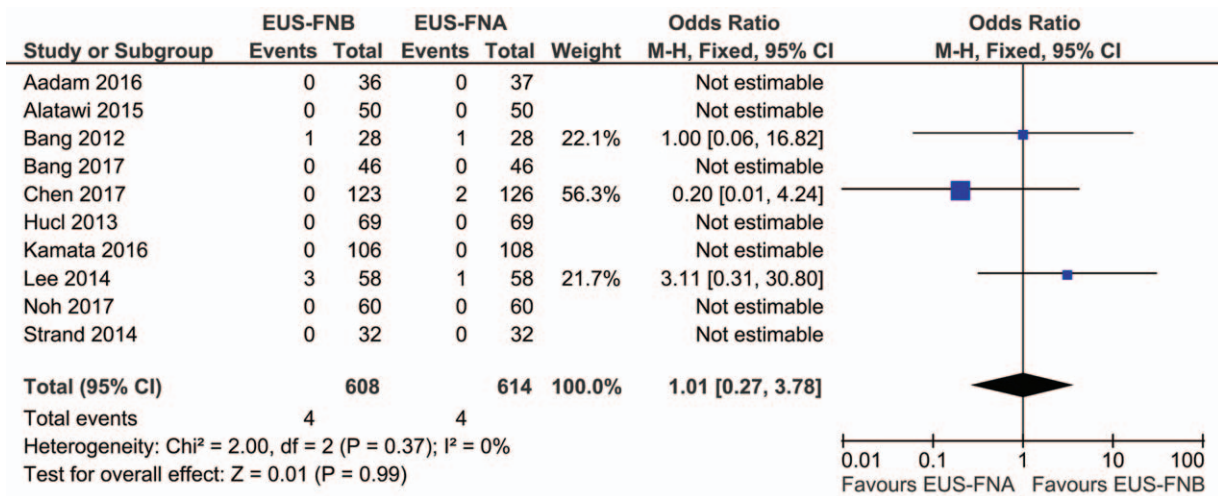 EUS-FNB EUS-FNA Odds Ratio Odds Ratio
Study or Subgroup Events Total Events Total Weight M-H, Fixed, 95% CI M-H, Fixed, 95% CI
Aadam 2016 0 36 0 37 Not estimable
Alatawi 2015 0 50 0 50 Not estimable
Bang 2012 1 28 1 28 22.1% 1.00 [0.06, 16.82]
Bang 2017 0 46 0 46 Not estimable
Chen 2017 0 123 2 126 56.3% 0.20 [0.01, 4.24]
Hucl 2013 0 69 0 69 Not estimable
Kamata 2016 0 106 0 108 Not estimable
Lee 2014 3 58 1 58 21.7% 3.11 [0.31, 30.80]
Noh 2017 0 60 0 60 Not estimable
Strand 2014 0 32 0 32 Not estimable
Total (95% CI) 608 614 100.0% 1.01 [0.27, 3.78]
Total events 4 4
Heterogeneity: Chi² = 2.00, df = 2 (P = 0.37); I² = 0%
Test for overall effect: Z = 0.01 (P = 0.99)
0.01 0.1 1 10 100
Favours EUS-FNA Favours EUS-FNB